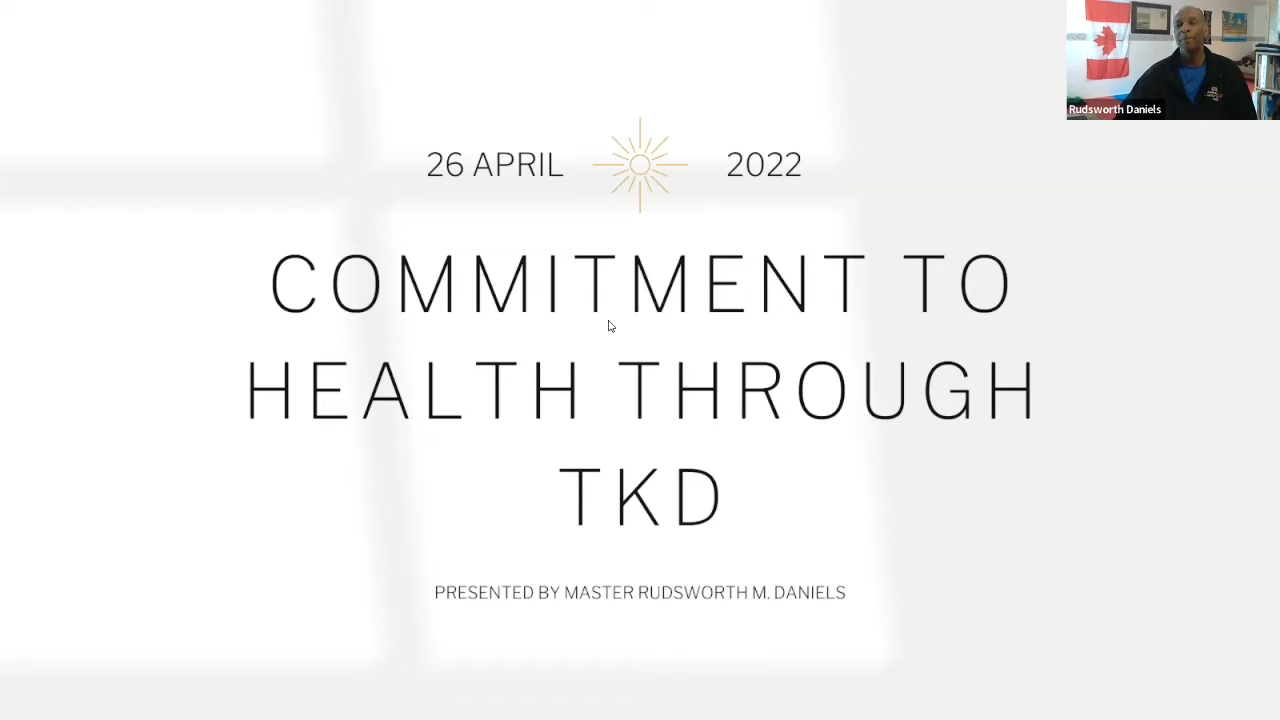 Rudsworth Daniels
26 APRIL 2022
COMMITMENT TO
HEALTH THROUGH
TKD
PRESENTED BY MASTER RUDSWORTH M. DANIELS